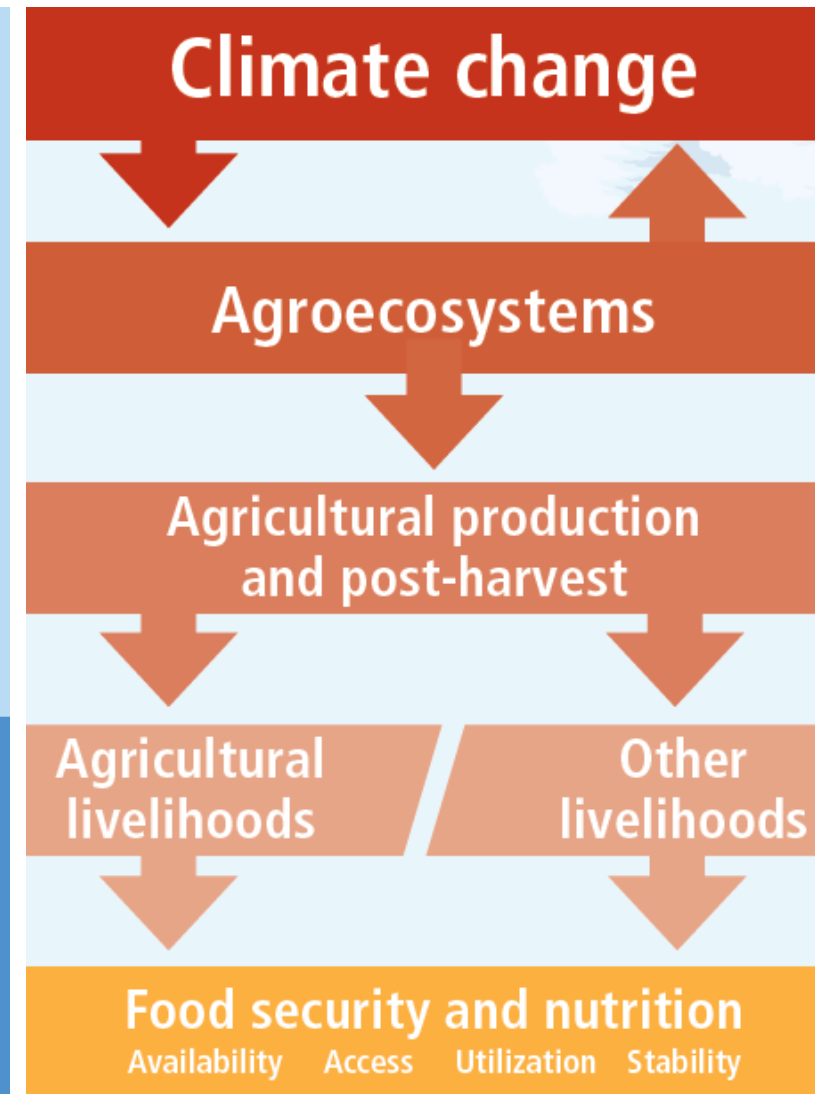 Climate change
Agroecosystems
Agricultural production
and post-harvest
Agricultural
livelihoods
Other
livelihoods
Food security and nutrition
Availability Access Utilization Stability